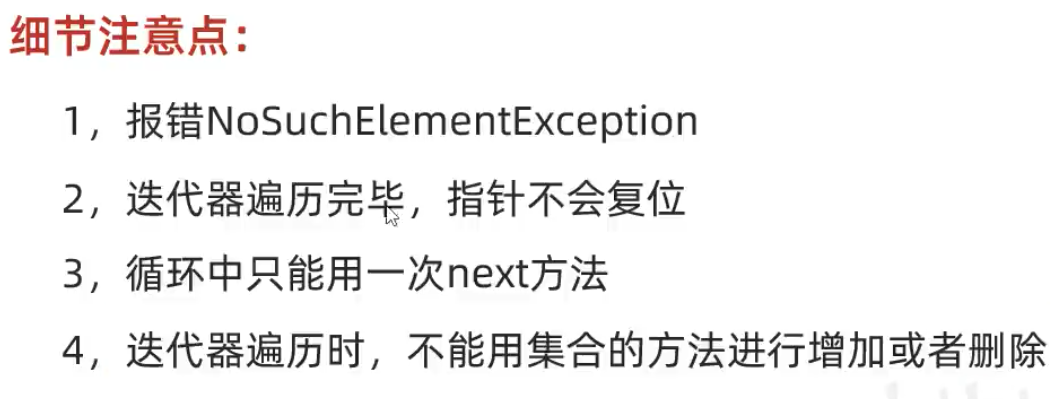 细节注意点：
1，报错NoSuchElementException
2，迭代器遍历完毕，指针不会复位
3，循环中只能用一次next方法
4，迭代器遍历时，不能用集合的方法进行增加或者删除